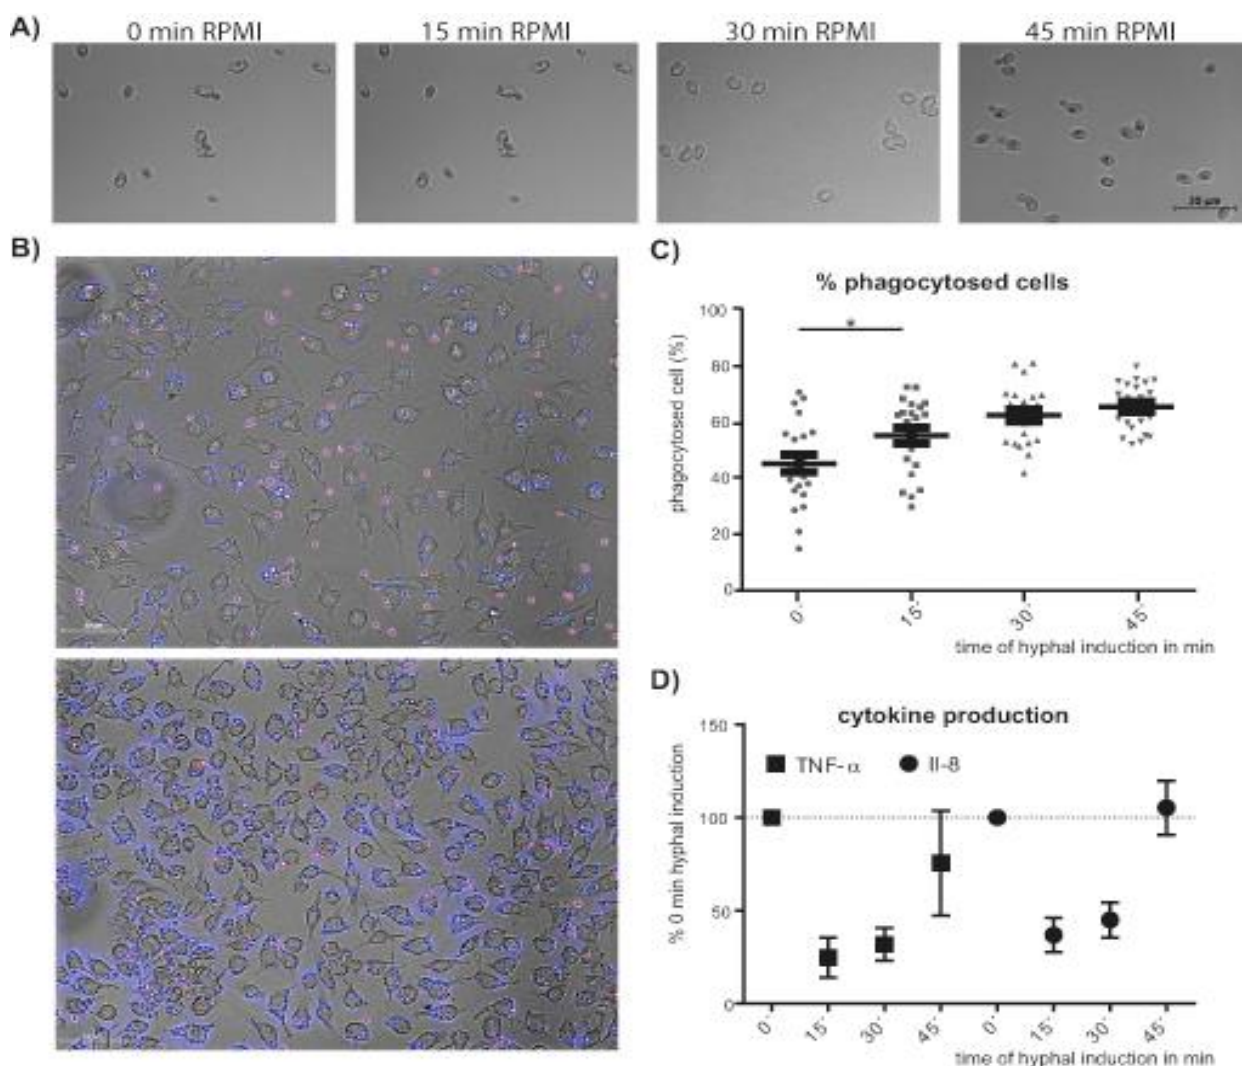 A)
0 min RPMI
15 min RPMI
30 min RPMI
45 min RPMI
B)
C)
% phagocytosed cells
*
phagocytosed cell (%)
100
80
60
40
20
0
0´
15´
30´
45´
time of hyphal induction in min
D)
cytokine production
TNF-α
Il-8
% 0 min hyphal induction
150
100
50
0
0´
15´
30´
45´
0´
15´
30´
45´
time of hyphal induction in min